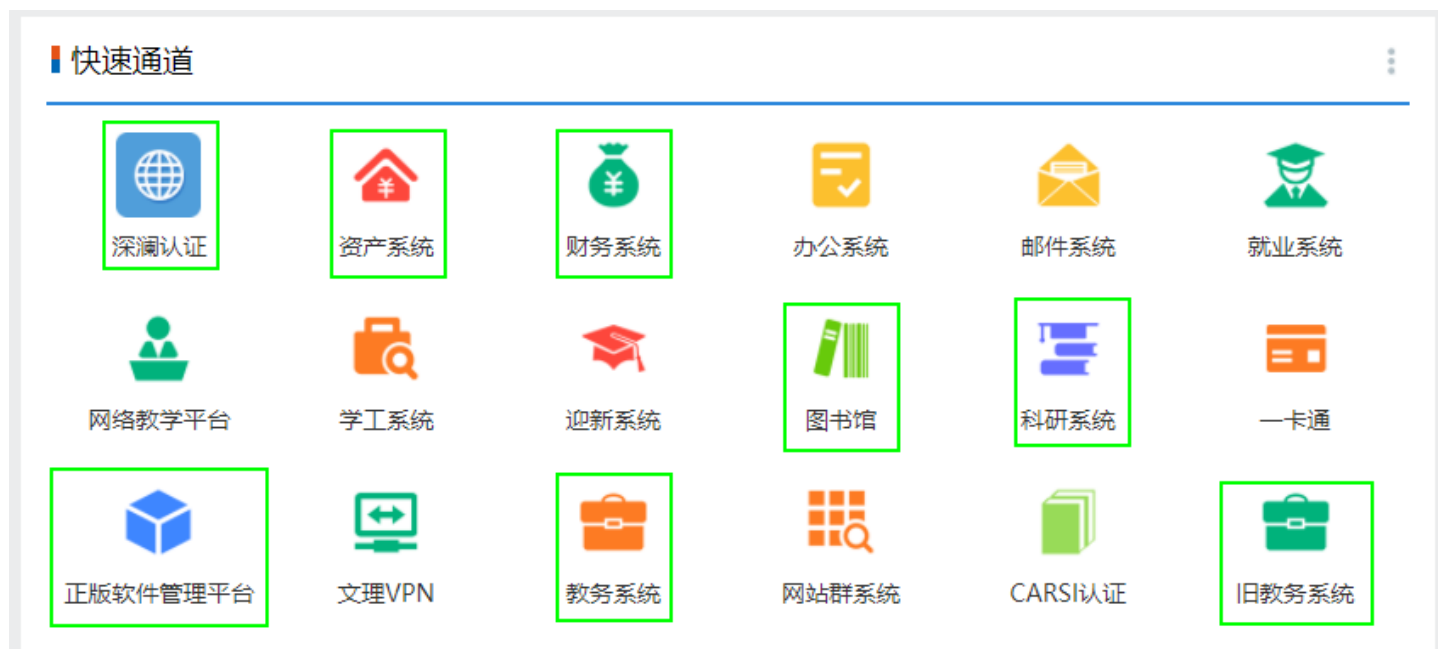 快速通道
深澜认证
资产系统
财务系统
办公系统
邮件系统
就业系统
网络教学平台
学工系统
迎新系统
图书馆
科研系统
一卡通
正版软件管理平台
文理VPN
教务系统
网站群系统
CARSI认证
旧教务系统